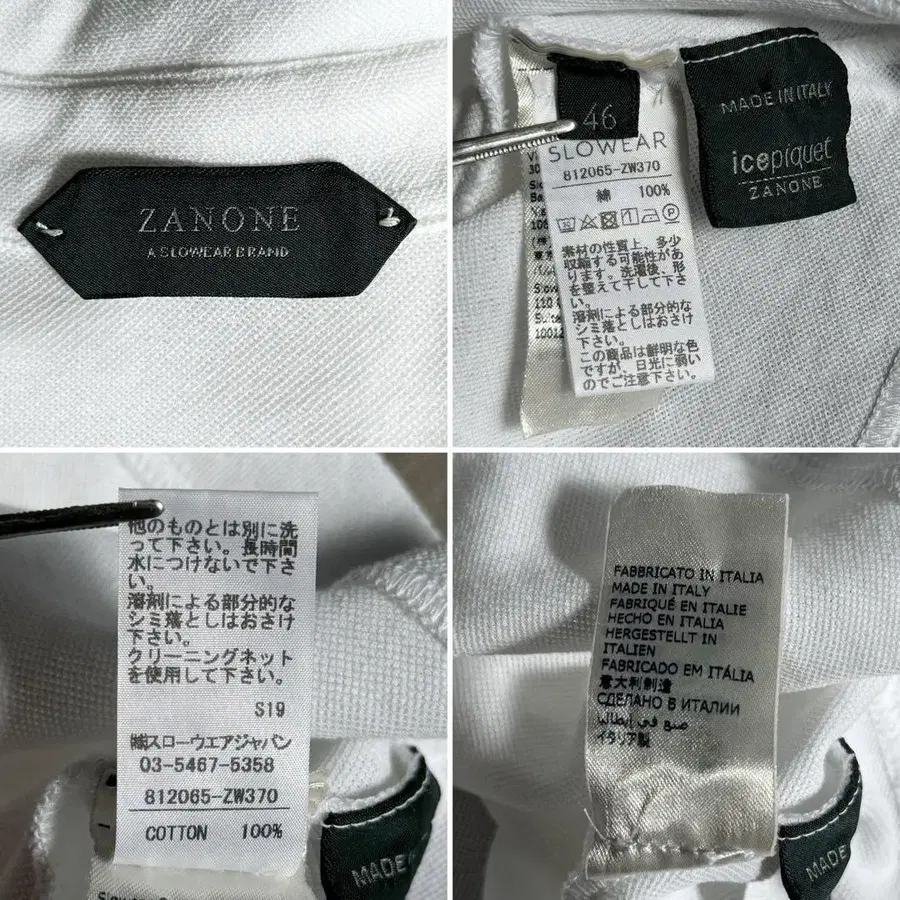 ZANONE
A SLOWEAR BRAND
46
SLOWEAR
812065-ZW370
綿 100%
素材の性質上、多少
収縮する可能性があ
ります。洗濯後、形
を整えて干して下さ
い。
溶剤による部分的な
シミ落としはおさけ
下さい。
この商品は鮮明な色
ですが、日光に弱い
のでご注意下さい。
MADE IN ITALY
icepiquet
ZANONE
他のものとは別に洗
って下さい。長時間
水につけないで下さ
い。
溶剤による部分的な
シミ落としはおさけ
下さい。
クリーニングネット
を使用して下さい。
S19
㈱スローウエアジャパン
03-5467-5358
812065-ZW370
COTTON 100%
MADE
FABBRICATO IN ITALIA
MADE IN ITALY
FABRIQUÉ EN ITALIE
HECHO EN ITALIA
HERGESTELLT IN
ITALIEN
FABRICADO EM ITÁLIA
意大利制造
СДЕЛАНО В ИТАЛИИ
صنع في إيطاليا
イタリア製
MADE